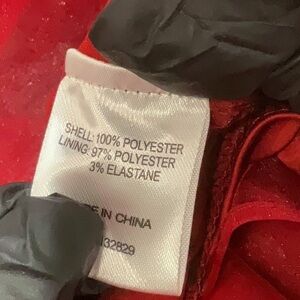 SHELL: 100% POLYESTER
LINING: 97% POLYESTER
3% ELASTANE
IN CHINA